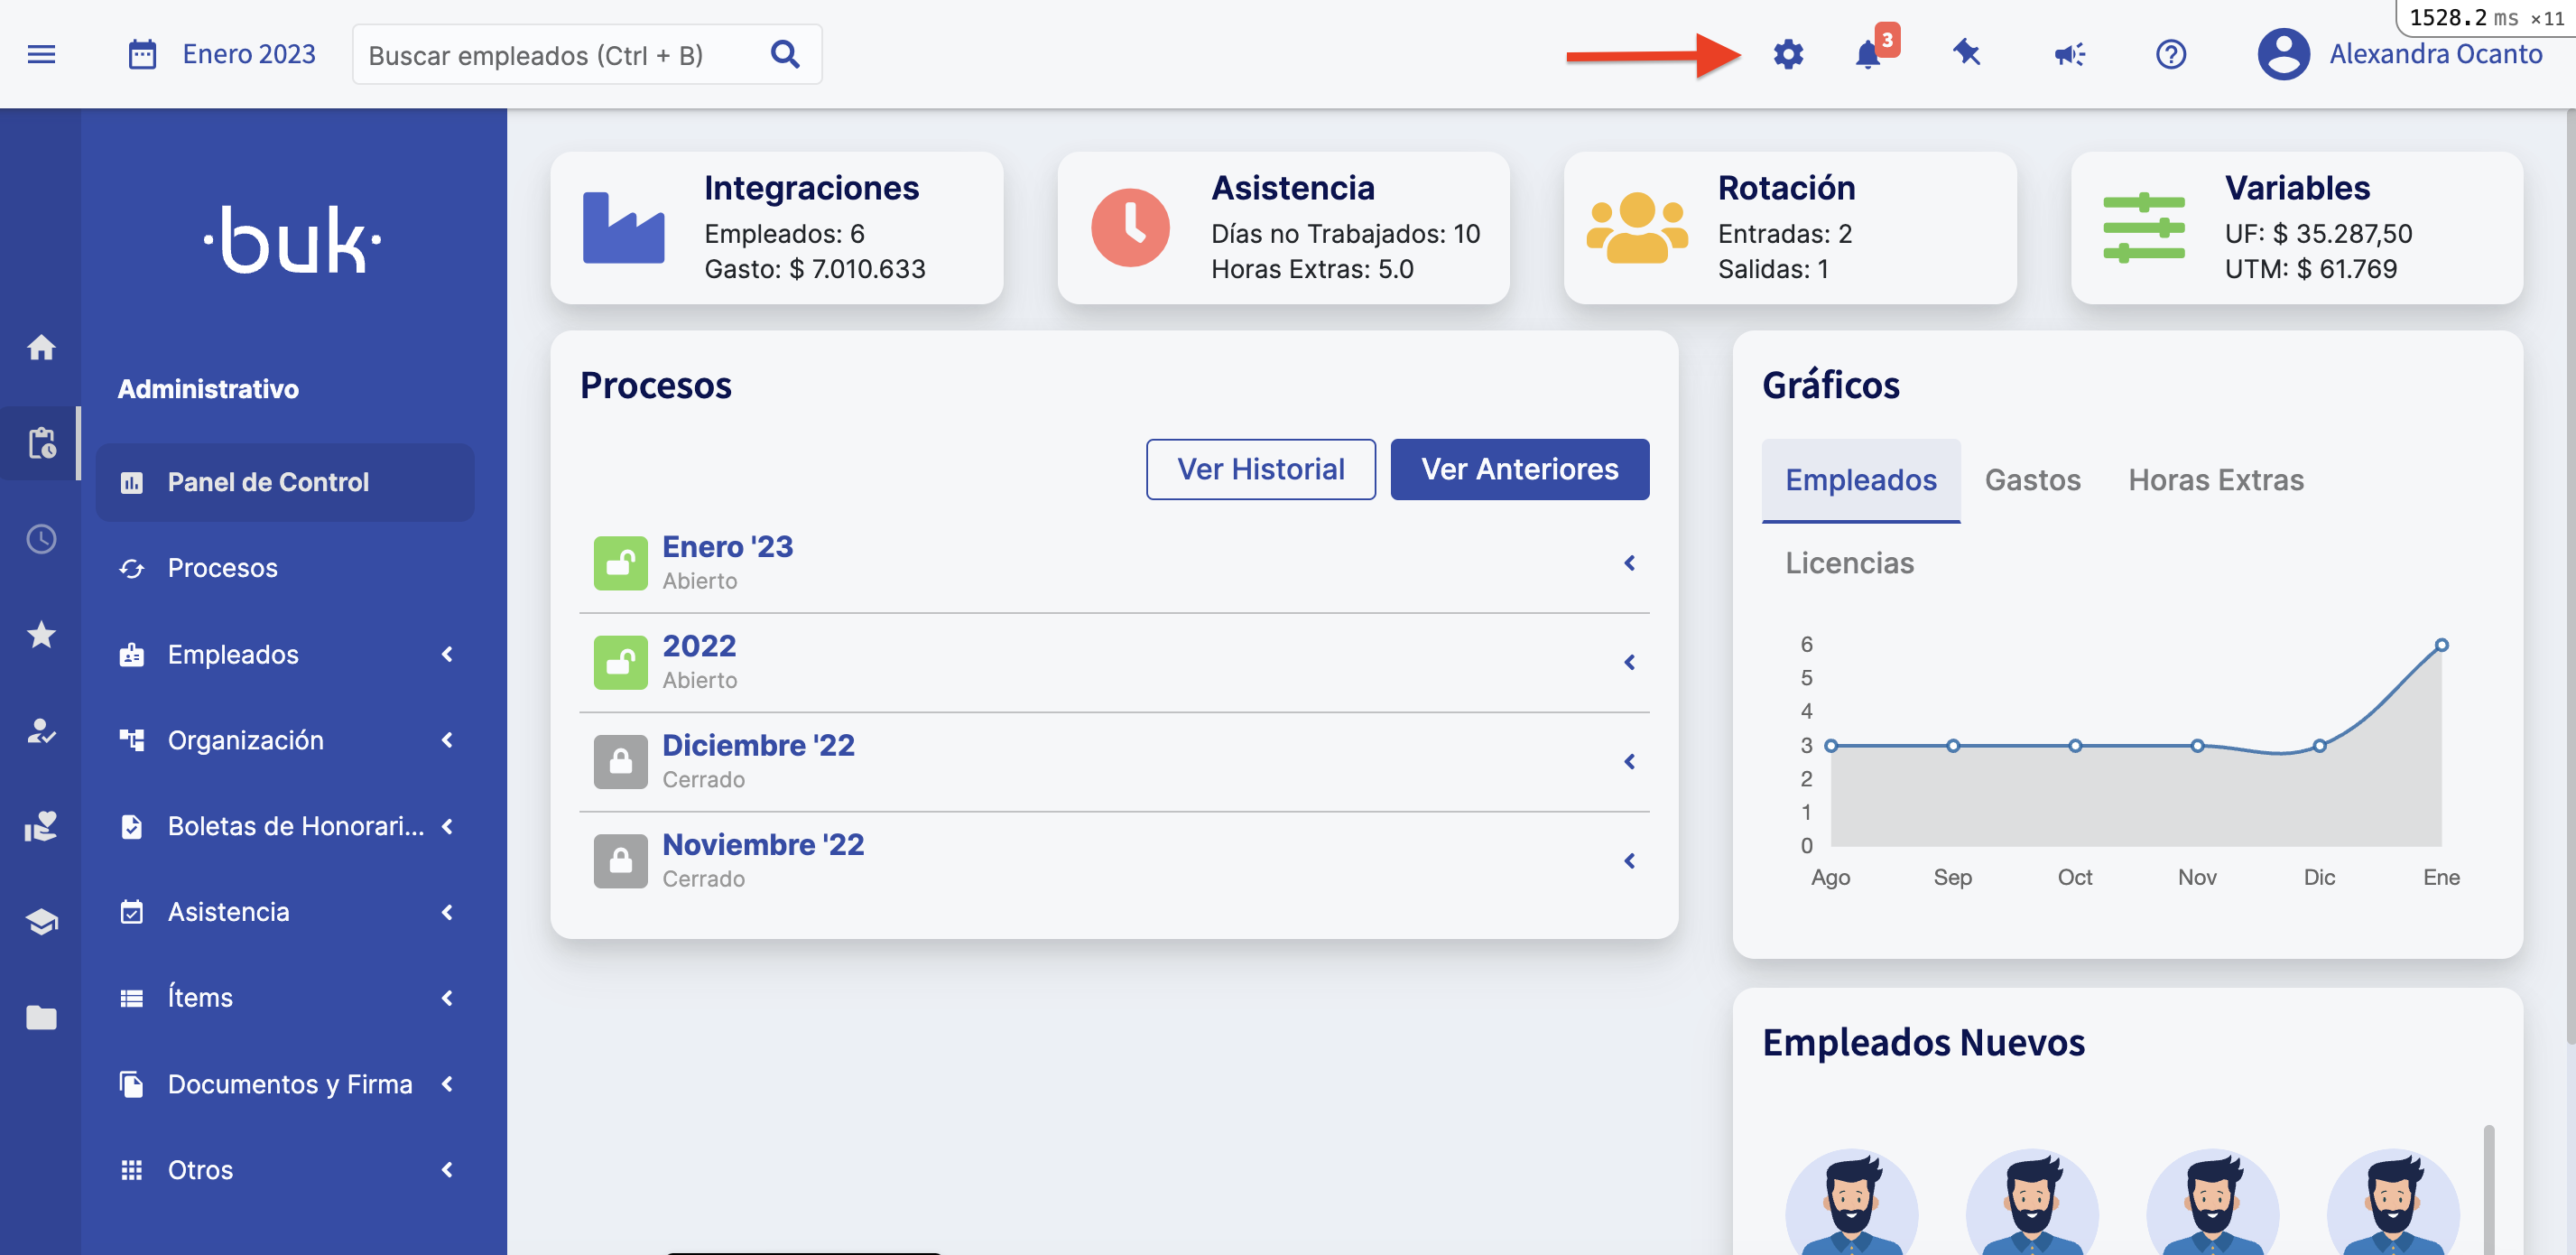 Enero 2023
Buscar empleados (Ctrl + B)
3
1528.2 ms ×11
Alexandra Ocanto
·buk·
Administrativo
Panel de Control
Procesos
Empleados
Organización
Boletas de Honorari...
Asistencia
Ítems
Documentos y Firma
Otros
Integraciones
Empleados: 6
Gasto: $ 7.010.633
Asistencia
Días no Trabajados: 10
Horas Extras: 5.0
Rotación
Entradas: 2
Salidas: 1
Variables
UF: $ 35.287,50
UTM: $ 61.769
Procesos
Ver Historial
Ver Anteriores
Enero '23
Abierto
2022
Abierto
Diciembre '22
Cerrado
Noviembre '22
Cerrado
Gráficos
Empleados
Gastos
Horas Extras
Licencias
6
5
4
3
2
1
0
Ago Sep Oct Nov Dic Ene
Empleados Nuevos